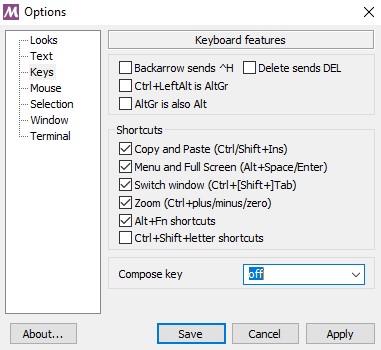 Options
Looks
Text
Keys
Mouse
Selection
Window
Terminal
Keyboard features
Backarrow sends ^H Delete sends DEL
Ctrl+LeftAlt is AltGr
AltGr is also Alt
Shortcuts
Copy and Paste (Ctrl/Shift+Ins)
Menu and Full Screen (Alt+Space/Enter)
Switch window (Ctrl+[Shift+]Tab)
Zoom (Ctrl+plus/minus/zero)
Alt+Fn shortcuts
Ctrl+Shift+letter shortcuts
Compose key off
About... Save Cancel Apply